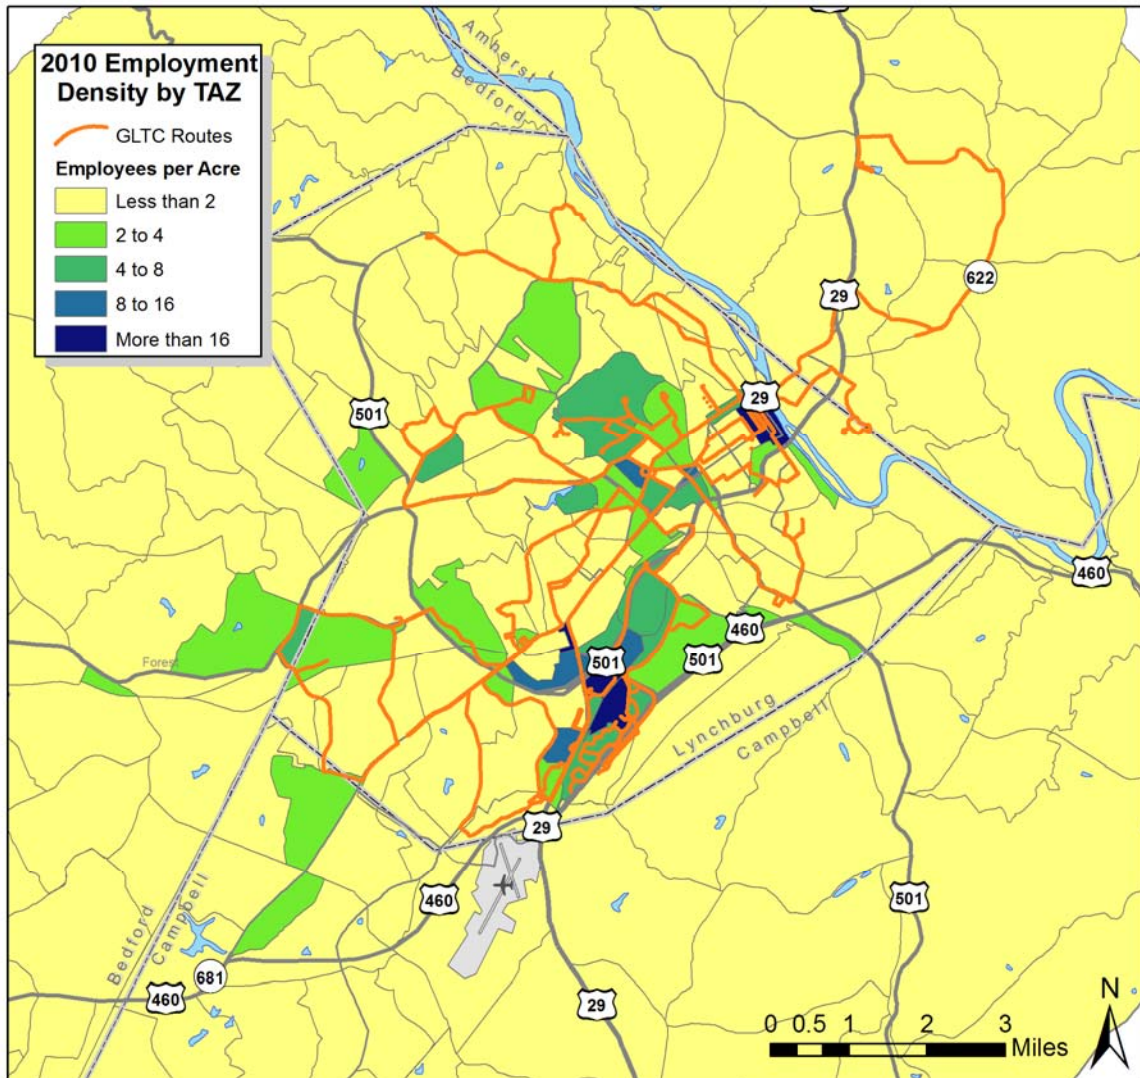 2010 Employment
Density by TAZ
GLTC Routes
Employees per Acre
Less than 2
2 to 4
4 to 8
8 to 16
More than 16
Amherst
Bedford
622
29
501
29
460
Forest
460
501
501
Lynchburg
Campbell
29
460
501
Bedford
Campbell
681
460
29
N
0 0.5 1 2 3
Miles